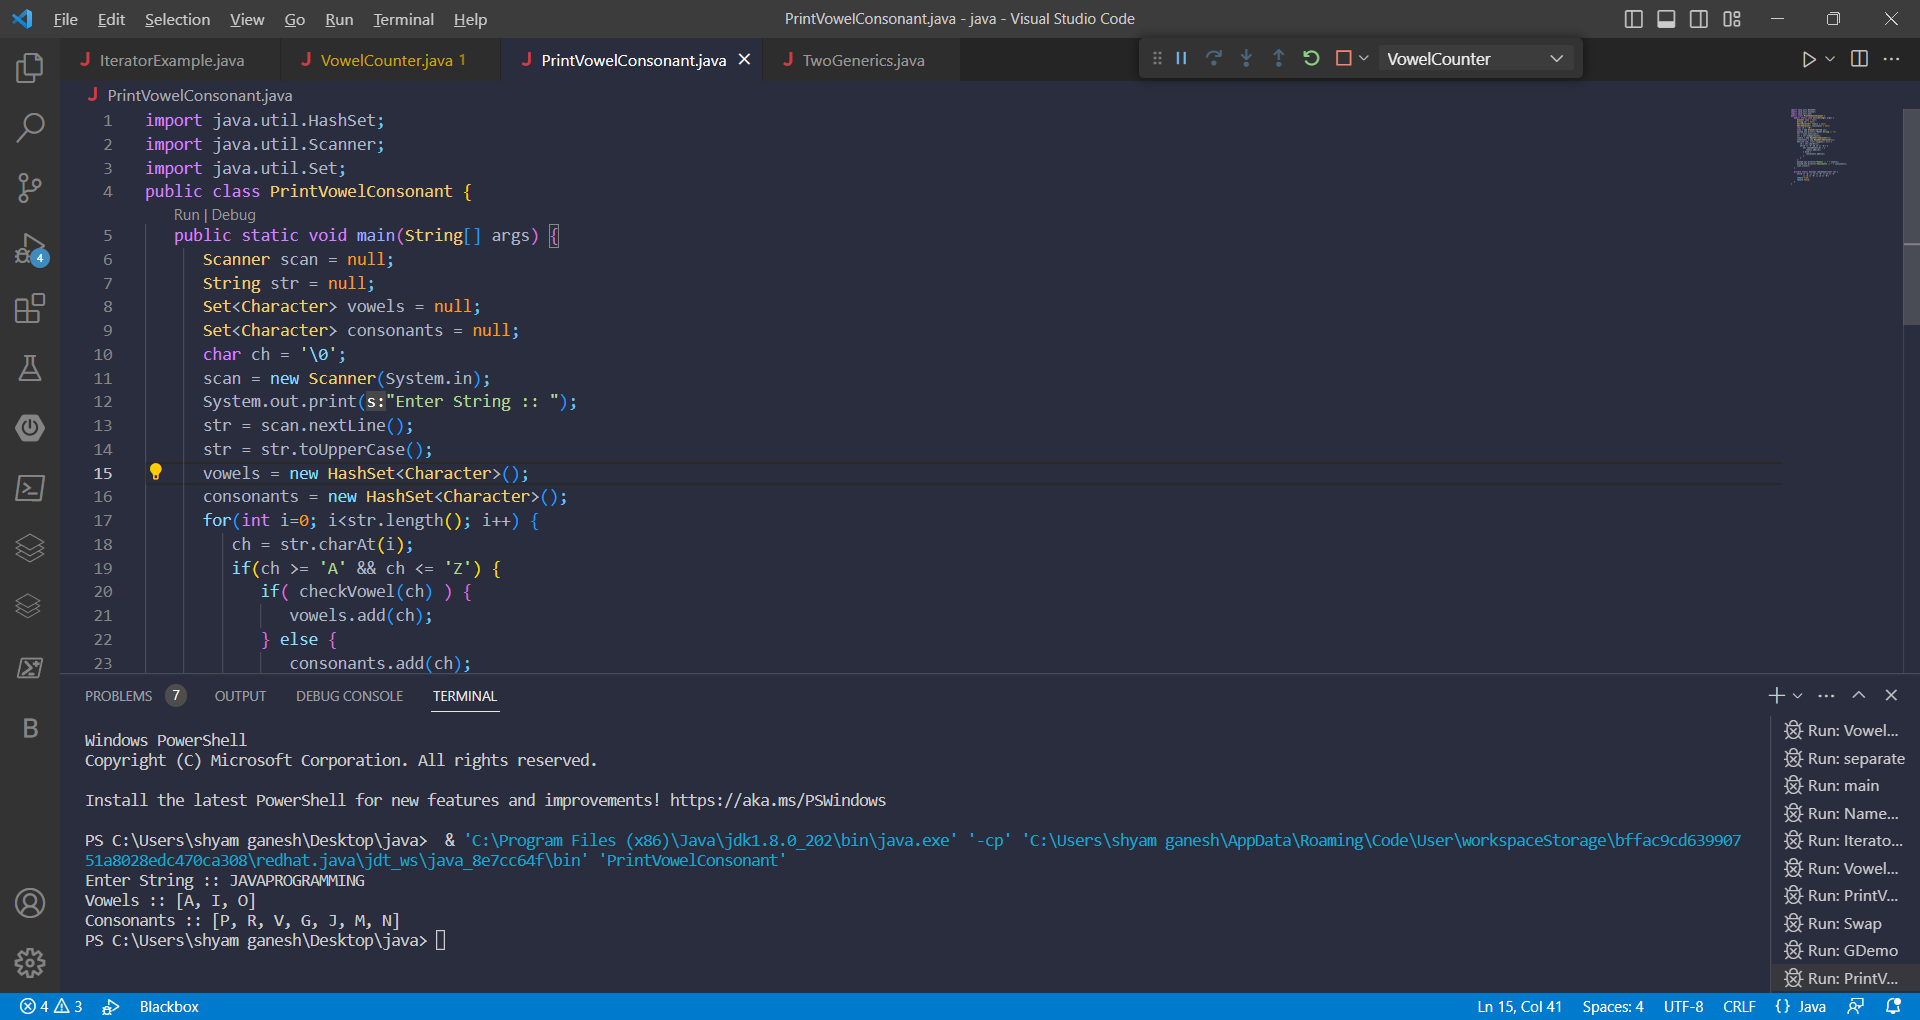 File Edit Selection View Go Run Terminal Help PrintVowelConsonant.java - java - Visual Studio Code
J IteratorExample.java J VowelCounter.java 1 J PrintVowelConsonant.java J TwoGenerics.java VowelCounter
J PrintVowelConsonant.java
1 import java.util.HashSet;
2 import java.util.Scanner;
3 import java.util.Set;
4 public class PrintVowelConsonant {
Run | Debug
5 public static void main(String[] args) {
6 Scanner scan = null;
7 String str = null;
8 Set<Character> vowels = null;
9 Set<Character> consonants = null;
10 char ch = '\0';
11 scan = new Scanner(System.in);
12 System.out.print(s:"Enter String :: ");
13 str = scan.nextLine();
14 str = str.toUpperCase();
15 vowels = new HashSet<Character>();
16 consonants = new HashSet<Character>();
17 for(int i=0; i<str.length(); i++) {
18 ch = str.charAt(i);
19 if(ch >= 'A' && ch <= 'Z') {
20 if( checkVowel(ch) ) {
21 vowels.add(ch);
22 } else {
23 consonants.add(ch);
4
B
PROBLEMS 7 OUTPUT DEBUG CONSOLE TERMINAL
Windows PowerShell
Copyright (C) Microsoft Corporation. All rights reserved.
Install the latest PowerShell for new features and improvements! https://aka.ms/PSWindows
PS C:\Users\shyam ganesh\Desktop\java> & 'C:\Program Files (x86)\Java\jdk1.8.0_202\bin\java.exe' '-cp' 'C:\Users\shyam ganesh\AppData\Roaming\Code\User\workspaceStorage\bffac9cd639907
51a8028edc470ca308\redhat.java\jdt_ws\java_8e7cc64f\bin' 'PrintVowelConsonant'
Enter String :: JAVAPROGRAMMING
Vowels :: [A, I, O]
Consonants :: [P, R, V, G, J, M, N]
PS C:\Users\shyam ganesh\Desktop\java>
Run: Vowel...
Run: separate
Run: main
Run: Name...
Run: Iterato...
Run: Vowel...
Run: PrintV...
Run: Swap
Run: GDemo
Run: PrintV...
4 3 Blackbox Ln 15, Col 41 Spaces: 4 UTF-8 CRLF {} Java